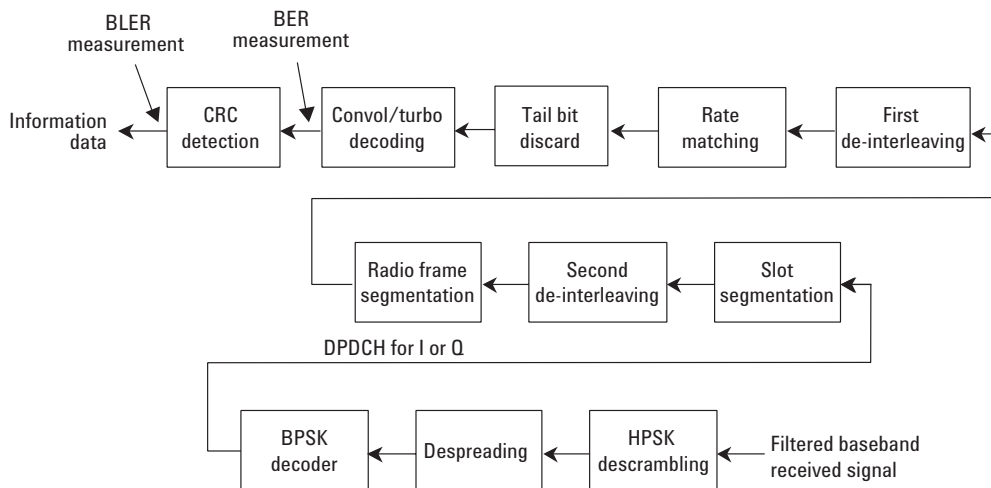 BLER
measurement
BER
measurement
Information
data
CRC
detection
Convol/turbo
decoding
Tail bit
discard
Rate
matching
First
de-interleaving
Radio frame
segmentation
Second
de-interleaving
Slot
segmentation
DPDCH for I or Q
BPSK
decoder
Despreading
HPSK
descrambling
Filtered baseband
received signal